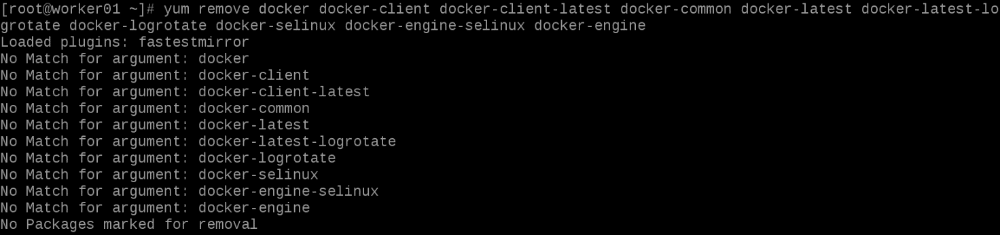 [root@worker01 ~]# yum remove docker docker-client docker-client-latest docker-common docker-latest docker-latest-lo
grotate docker-logrotate docker-selinux docker-engine-selinux docker-engine
Loaded plugins: fastestmirror
No Match for argument: docker
No Match for argument: docker-client
No Match for argument: docker-client-latest
No Match for argument: docker-common
No Match for argument: docker-latest
No Match for argument: docker-latest-logrotate
No Match for argument: docker-logrotate
No Match for argument: docker-selinux
No Match for argument: docker-engine-selinux
No Match for argument: docker-engine
No Packages marked for removal